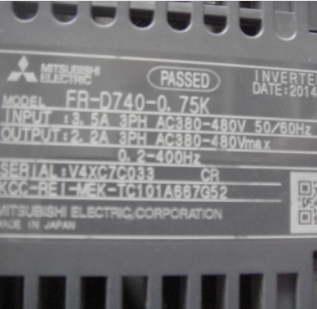 MITSUBISHI
ELECTRIC
PASSED
INVERTER
DATE:2014
MODEL FR-D740-0.75K
INPUT :3.5A 3PH AC380-480V 50/60Hz
OUTPUT:2.2A 3PH AC380-480Vmax
0.2-400Hz
SERIAL:V4XC7C033 CR
KCC-REI-MEK-TC101A667G52
MITSUBISHI ELECTRIC CORPORATION
MADE IN JAPAN